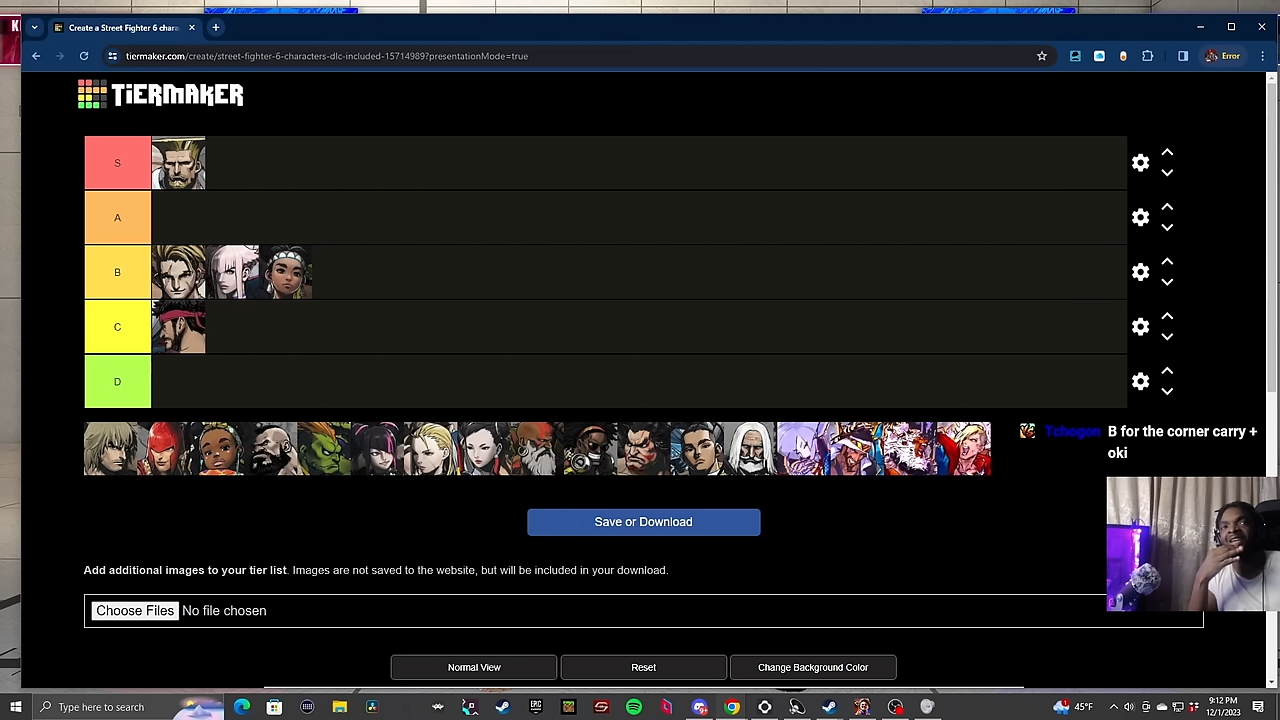 Create a Street Fighter 6 chara
tiermaker.com/create/street-fighter-6-characters-dlc-included-15714989?presentationMode=true
Error
TIERMAKER
S
A
B
C
D
Tchogon B for the corner carry +
oki
Save or Download
Add additional images to your tier list. Images are not saved to the website, but will be included in your download.
Choose Files No file chosen
Normal View
Reset
Change Background Color
Type here to search
45°F
9:12 PM
12/1/2023